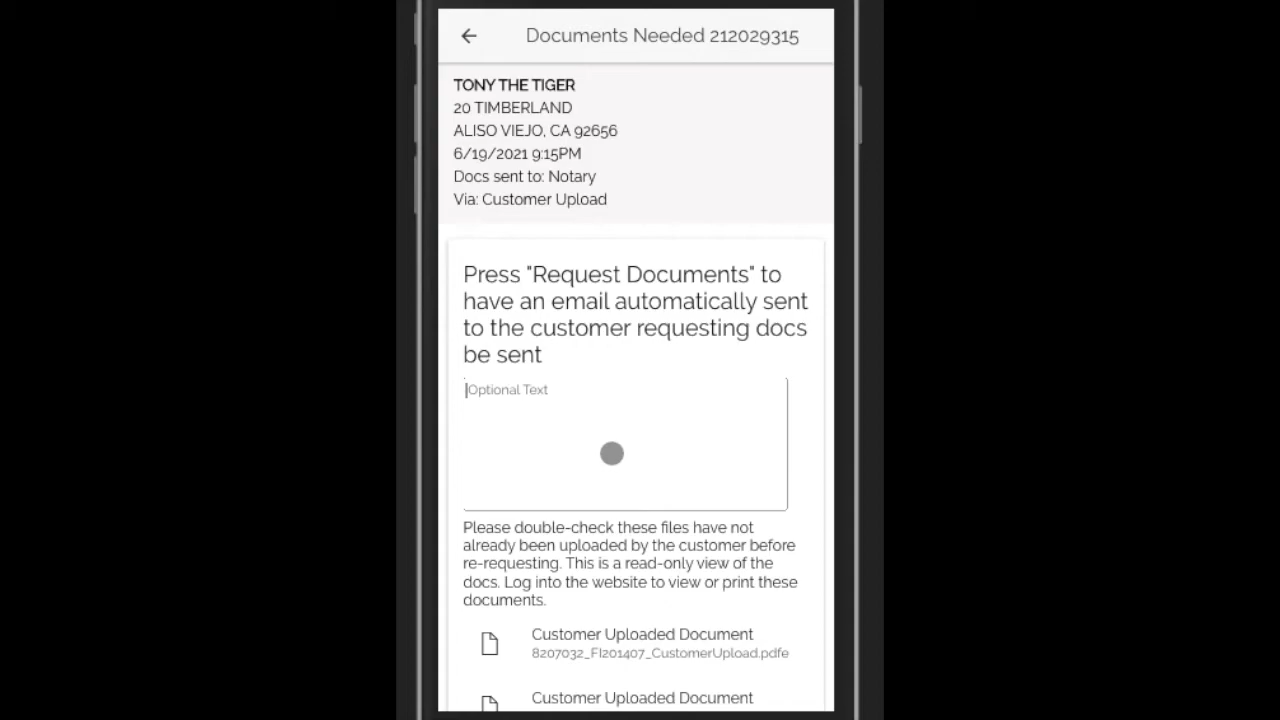 Documents Needed 212029315
TONY THE TIGER
20 TIMBERLAND
ALISO VIEJO, CA 92656
6/19/2021 9:15PM
Docs sent to: Notary
Via: Customer Upload
Press "Request Documents" to
have an email automatically sent
to the customer requesting docs
be sent
Optional Text
Please double-check these files have not
already been uploaded by the customer before
re-requesting. This is a read-only view of the
docs. Log into the website to view or print these
documents.
Customer Uploaded Document
8207032_FI201407_CustomerUpload.pdfe
Customer Uploaded Document